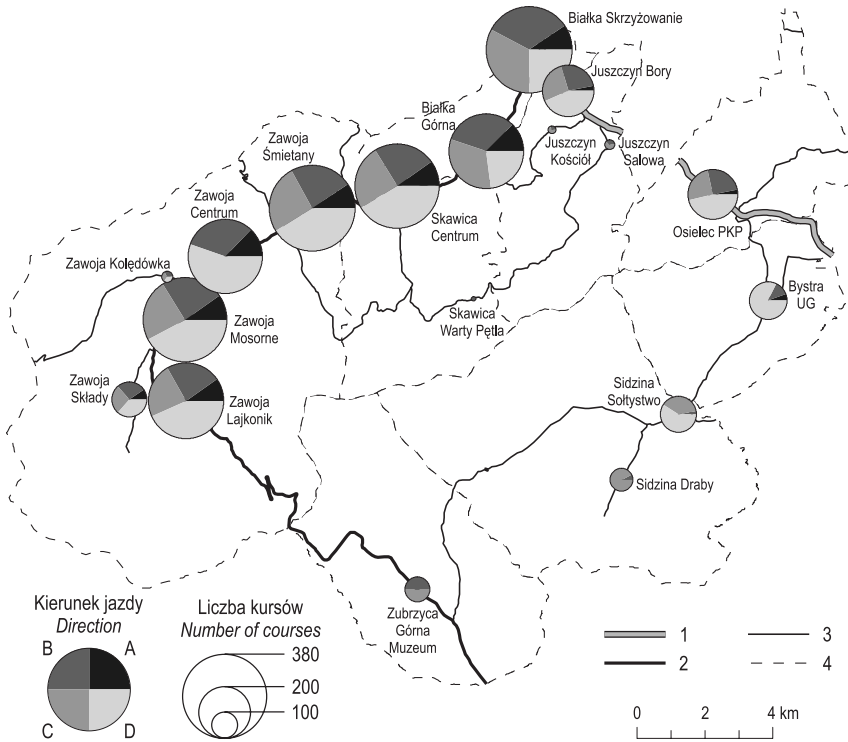 Białka Skrzyżowanie
Juszczyn Bory
Białka
Górna
Juszczyn
Kościół
Juszczyn
Salowa
Zawoja
Śmietany
Skawica
Centrum
Zawoja
Centrum
Osielec PKP
Zawoja Kolędówka
Zawoja
Mosorne
Skawica
Warty Pętla
Bystra
UG
Zawoja
Składy
Zawoja
Lajkonik
Sidzina
Sołtystwo
Sidzina Draby
Zubrzyca
Górna
Muzeum
Kierunek jazdy
Direction
B
A
C
D
Liczba kursów
Number of courses
380
200
100
1
2
3
4
0
2
4 km